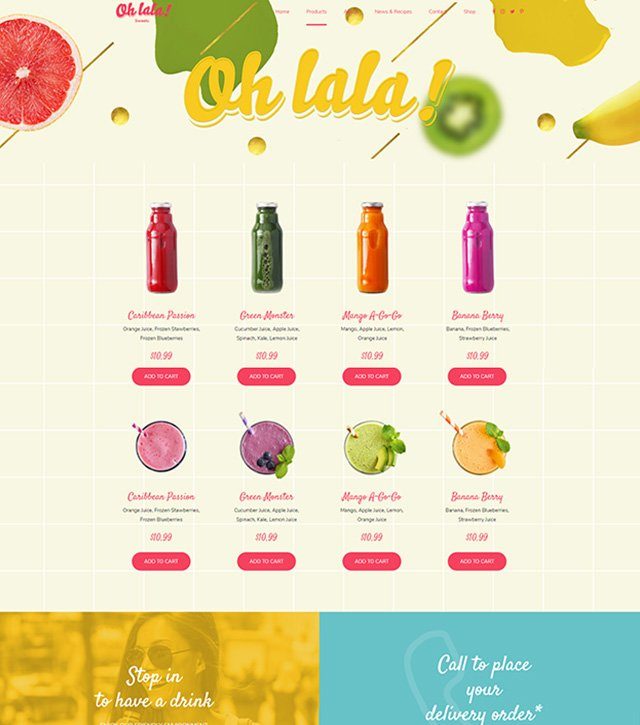 Oh lala!
Sweets
Home Products News & Recipes Contact Shop
Oh lala!
Caribbean Passion
Orange Juice, Frozen Stawberries,
Frozen Blueberries
$10.99
ADD TO CART
Green Monster
Cucumber Juice, Apple Juice,
Spinach, Kale, Lemon Juice
$10.99
ADD TO CART
Mango A-Go-Go
Mango, Apple Juice, Lemon,
Orange Juice
$10.99
ADD TO CART
Banana Berry
Banana, Frozen Blueberries,
Strawberry Juice
$10.99
ADD TO CART
Caribbean Passion
Orange Juice, Frozen Stawberries,
Frozen Blueberries
$10.99
ADD TO CART
Green Monster
Cucumber Juice, Apple Juice,
Spinach, Kale, Lemon Juice
$10.99
ADD TO CART
Mango A-Go-Go
Mango, Apple Juice, Lemon,
Orange Juice
$10.99
ADD TO CART
Banana Berry
Banana, Frozen Blueberries,
Strawberry Juice
$10.99
ADD TO CART
Stop in
to have a drink
Call to place
your
delivery order*